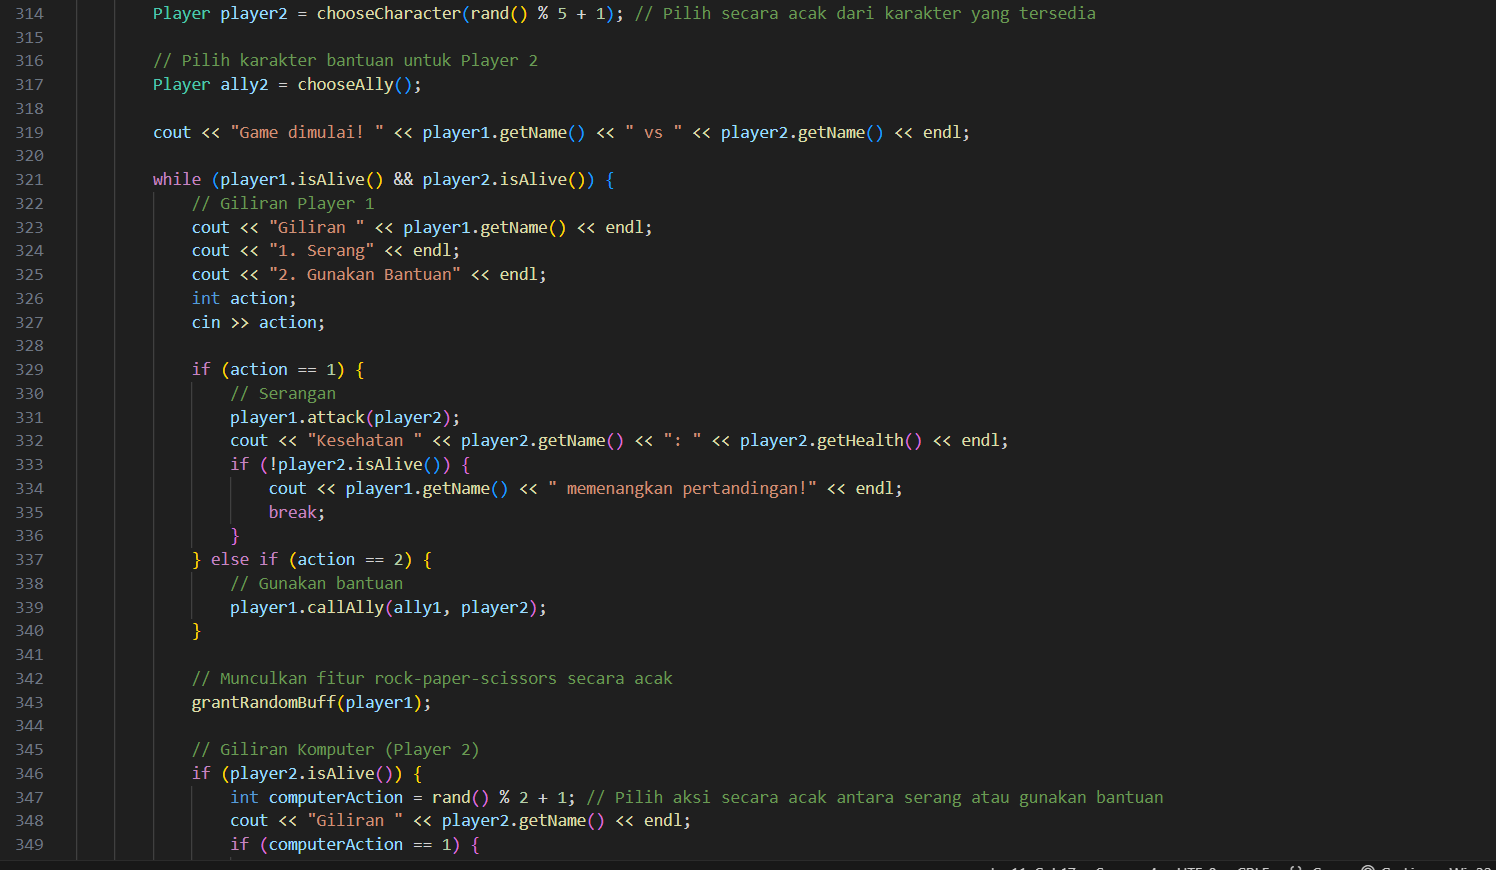 314 Player player2 = chooseCharacter(rand() % 5 + 1); // Pilih secara acak dari karakter yang tersedia
315
316 // Pilih karakter bantuan untuk Player 2
317 Player ally2 = chooseAlly();
318
319 cout << "Game dimulai! " << player1.getName() << " vs " << player2.getName() << endl;
320
321 while (player1.isAlive() && player2.isAlive()) {
322 // Giliran Player 1
323 cout << "Giliran " << player1.getName() << endl;
324 cout << "1. Serang" << endl;
325 cout << "2. Gunakan Bantuan" << endl;
326 int action;
327 cin >> action;
328
329 if (action == 1) {
330 // Serangan
331 player1.attack(player2);
332 cout << "Kesehatan " << player2.getName() << ": " << player2.getHealth() << endl;
333 if (!player2.isAlive()) {
334 cout << player1.getName() << " memenangkan pertandingan!" << endl;
335 break;
336 }
337 } else if (action == 2) {
338 // Gunakan bantuan
339 player1.callAlly(ally1, player2);
340 }
341
342 // Munculkan fitur rock-paper-scissors secara acak
343 grantRandomBuff(player1);
344
345 // Giliran Komputer (Player 2)
346 if (player2.isAlive()) {
347 int computerAction = rand() % 2 + 1; // Pilih aksi secara acak antara serang atau gunakan bantuan
348 cout << "Giliran " << player2.getName() << endl;
349 if (computerAction == 1) {